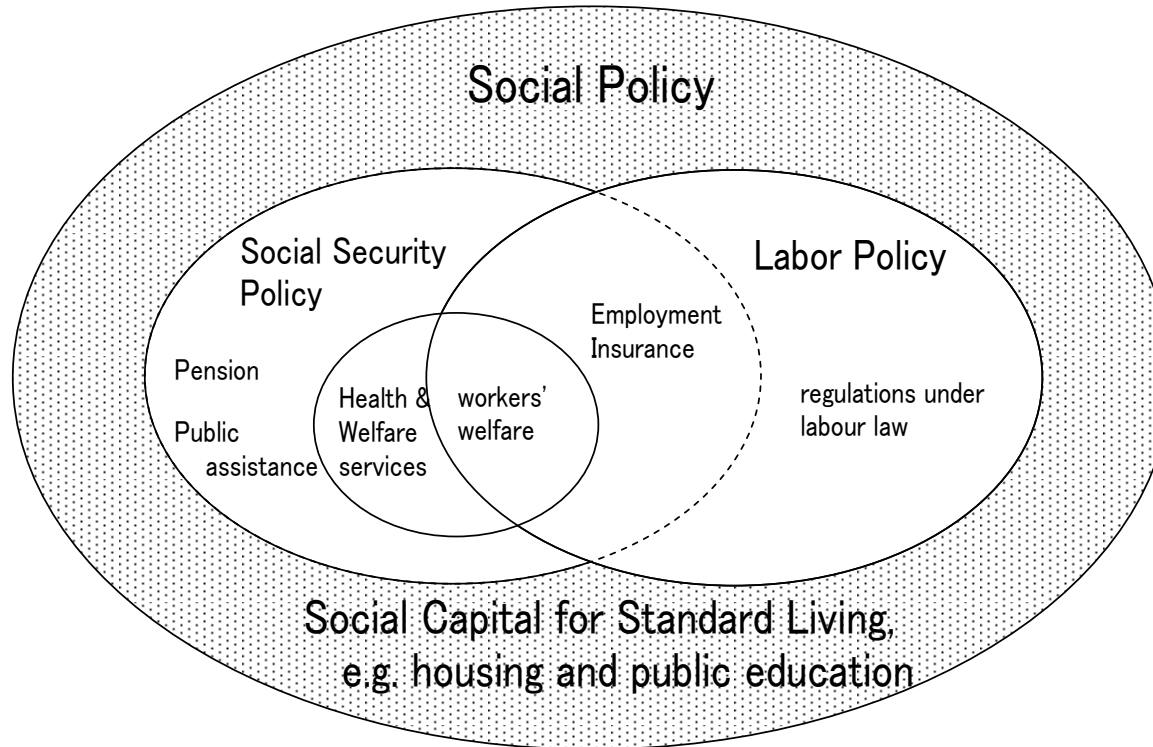 Social Policy
Social Security
Policy
Labor Policy
Employment
Insurance
Pension
Public
assistance
Health &
Welfare
services
workers'
welfare
regulations under
labour law
Social Capital for Standard Living,
e.g. housing and public education